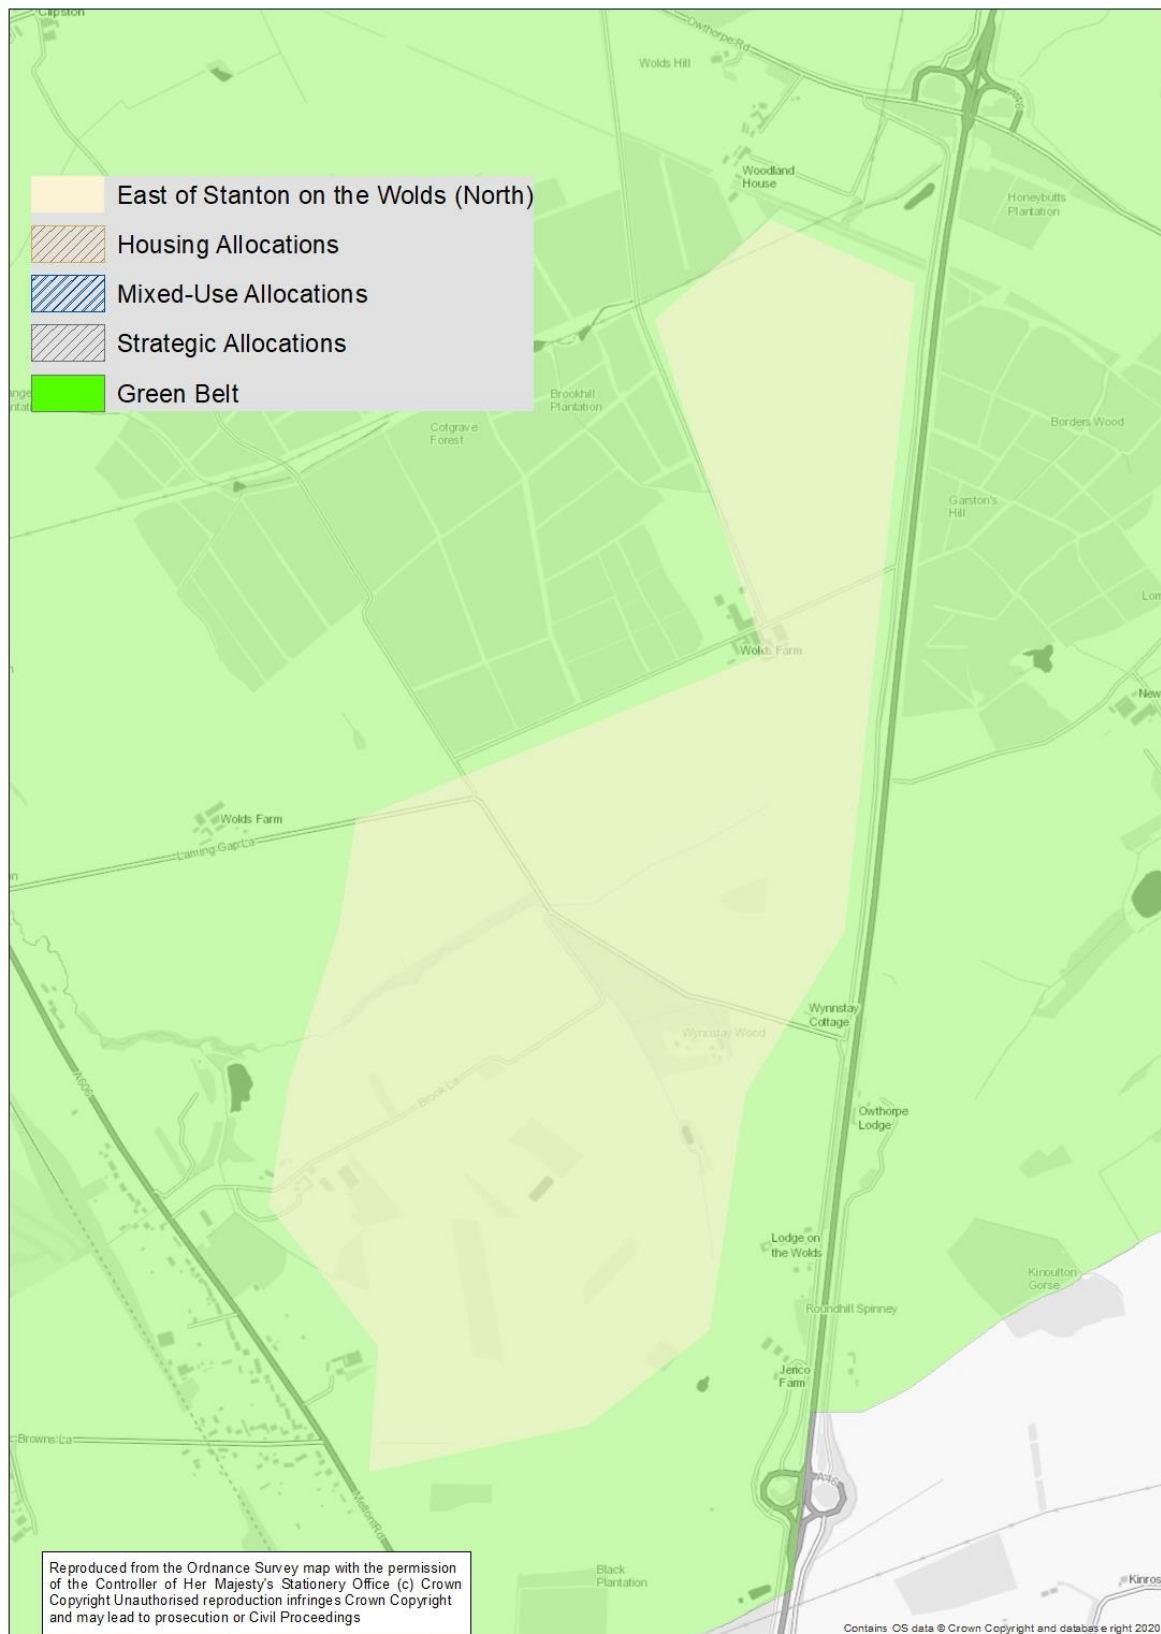 Clipston
Owthorpe Rd
Wolds Hill
A46
Woodland
House
Honeybutts
Plantation
East of Stanton on the Wolds (North)
Housing Allocations
Mixed-Use Allocations
Strategic Allocations
Green Belt
Brookhill
Plantation
Cotgrave
Forest
Borders Wood
Garston's
Hill
Wolds Farm
New
Wolds Farm
Laming Gap La
Wynnstay
Cottage
Wynnstay Wood
A606
Brook La
Owthorpe
Lodge
Lodge on
the Wolds
Kinoulton
Gorse
Roundhill Spinney
Jerico
Farm
Browns La
A46
Melton Rd
Black
Plantation
Kinros
Reproduced from the Ordnance Survey map with the permission
of the Controller of Her Majesty's Stationery Office (c) Crown
Copyright Unauthorised reproduction infringes Crown Copyright
and may lead to prosecution or Civil Proceedings
Contains OS data © Crown Copyright and database right 2020